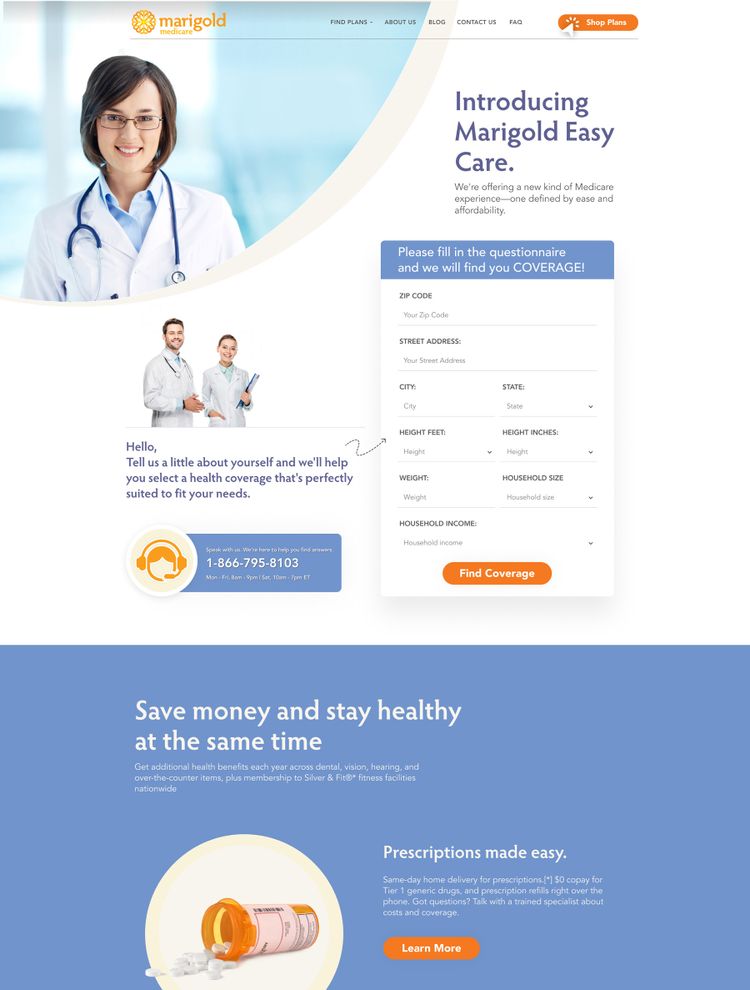 marigold
medicare
FIND PLANS
ABOUT US
BLOG
CONTACT US
FAQ
Shop Plans
Introducing
Marigold Easy
Care.
We're offering a new kind of Medicare
experience—one defined by ease and
affordability.
Please fill in the questionnaire
and we will find you COVERAGE!
ZIP CODE
Your Zip Code
STREET ADDRESS:
Your Street Address
CITY:
STATE:
City
State
HEIGHT FEET:
HEIGHT INCHES:
Height
Height
WEIGHT:
HOUSEHOLD SIZE
Weight
Household size
HOUSEHOLD INCOME:
Household income
Find Coverage
Hello,
Tell us a little about yourself and we'll help
you select a health coverage that's perfectly
suited to fit your needs.
Speak with us. We're here to help you find answers.
1-866-795-8103
Mon - Fri, 8am - 9pm | Sat, 10am - 7pm ET
Save money and stay healthy
at the same time
Get additional health benefits each year across dental, vision, hearing, and
over-the-counter items, plus membership to Silver & Fit®* fitness facilities
nationwide
Prescriptions made easy.
Same-day home delivery for prescriptions.[*] $0 copay for
Tier 1 generic drugs, and prescription refills right over the
phone. Got questions? Talk with a trained specialist about
costs and coverage.
Learn More